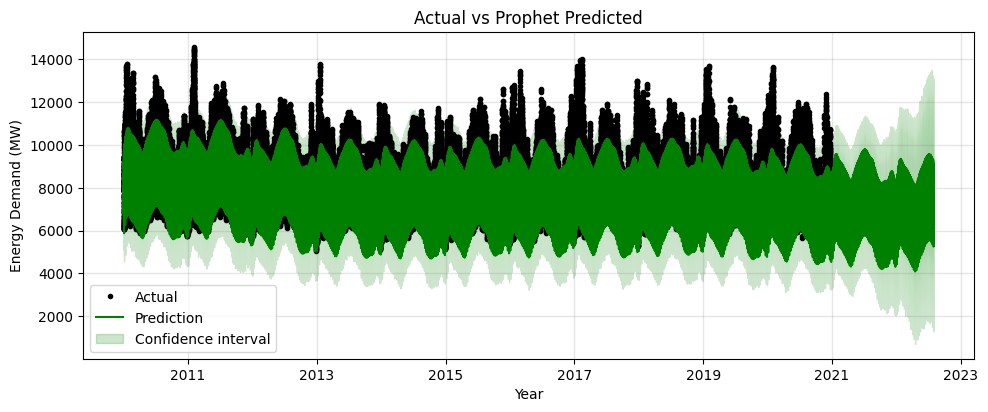 Actual vs Prophet Predicted
Energy Demand (MW)
14000
12000
10000
8000
6000
4000
2000
Actual
Prediction
Confidence interval
2011
2013
2015
2017
2019
2021
2023
Year